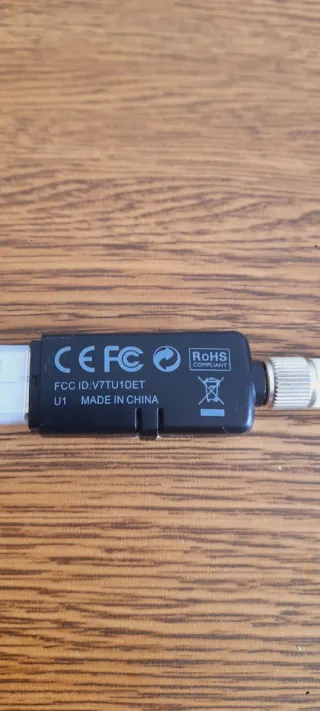 CE FC
RoHS
COMPLIANT
FCC ID:V7TU1DET
U1 MADE IN CHINA